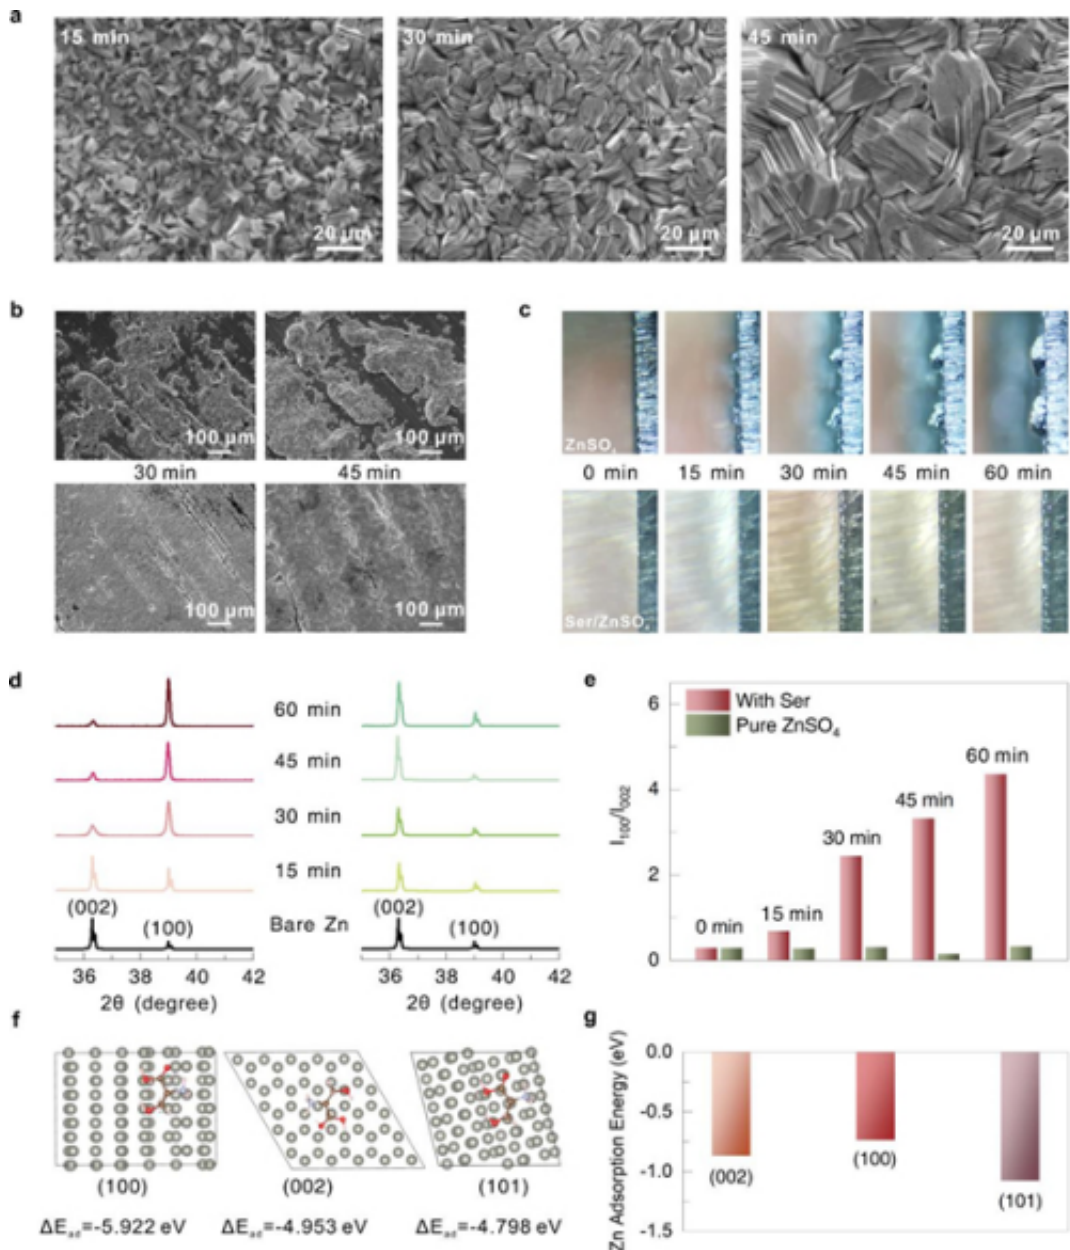 a
15 min
30 min
45 min
20 µm
20 µm
20 µm
b
c
100 µm
100 µm
30 min
45 min
100 µm
100 µm
ZnSO₄
0 min
15 min
30 min
45 min
60 min
Ser/ZnSO₄
d
60 min
45 min
30 min
15 min
Bare Zn
(002)
(100)
(002)
(100)
36
38
40
42
36
38
40
42
2θ (degree)
2θ (degree)
e
With Ser
Pure ZnSO₄
I₁₀₀/I₀₀₂
6
4
2
0
0 min
15 min
30 min
45 min
60 min
f
(100)
(002)
(101)
ΔEₐd=-5.922 eV
ΔEₐd=-4.953 eV
ΔEₐd=-4.798 eV
g
Zn Adsorption Energy (eV)
0.0
-0.5
-1.0
-1.5
(002)
(100)
(101)